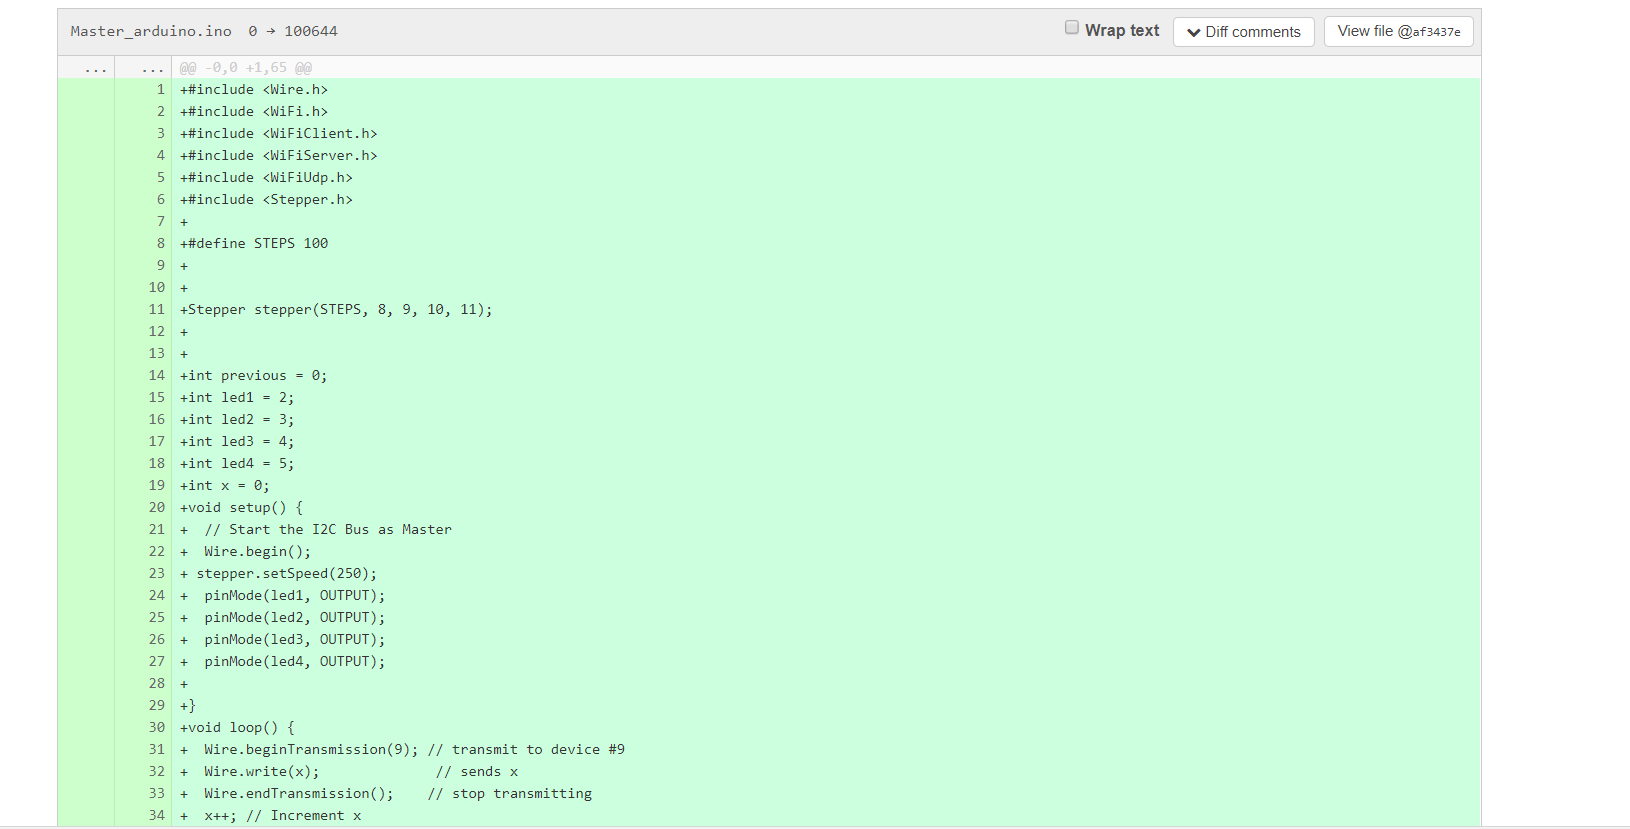 Master_arduino.ino 0 → 100644 Wrap text Diff comments View file @af3437e
... ... @@ -0,0 +1,65 @@
1 +#include <Wire.h>
2 +#include <WiFi.h>
3 +#include <WiFiClient.h>
4 +#include <WiFiServer.h>
5 +#include <WiFiUdp.h>
6 +#include <Stepper.h>
7 +
8 +#define STEPS 100
9 +
10 +
11 +Stepper stepper(STEPS, 8, 9, 10, 11);
12 +
13 +
14 +int previous = 0;
15 +int led1 = 2;
16 +int led2 = 3;
17 +int led3 = 4;
18 +int led4 = 5;
19 +int x = 0;
20 +void setup() {
21 +  // Start the I2C Bus as Master
22 +  Wire.begin();
23 + stepper.setSpeed(250);
24 +  pinMode(led1, OUTPUT);
25 +  pinMode(led2, OUTPUT);
26 +  pinMode(led3, OUTPUT);
27 +  pinMode(led4, OUTPUT);
28 +
29 +}
30 +void loop() {
31 +  Wire.beginTransmission(9); // transmit to device #9
32 +  Wire.write(x);              // sends x
33 +  Wire.endTransmission();    // stop transmitting
34 +  x++; // Increment x